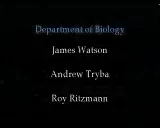 Department of Biology
James Watson
Andrew Tryba
Roy Ritzmann